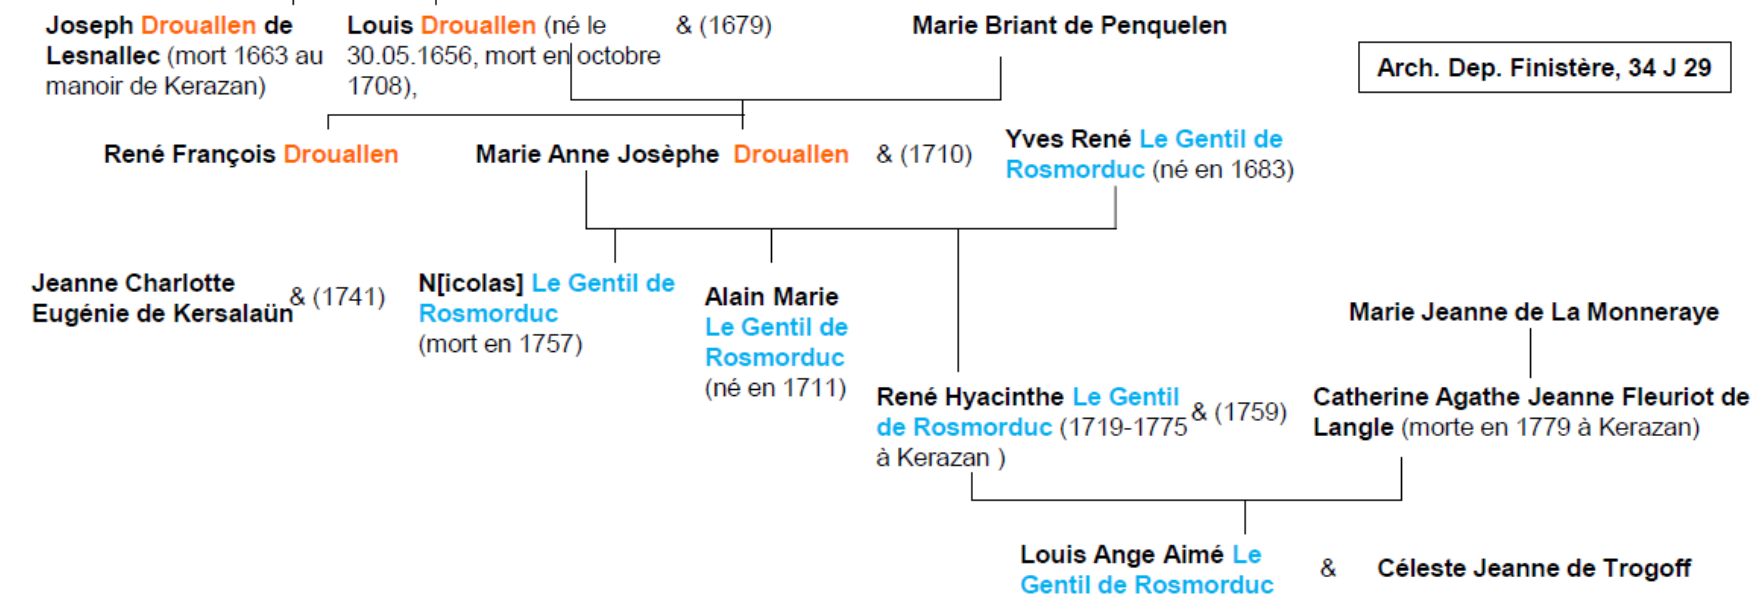 Joseph Drouallen de
Lesnallec (mort 1663 au
manoir de Kerazan)
Louis Drouallen (né le
30.05.1656, mort en octobre
1708),
& (1679)
Marie Briant de Penquelen
Arch. Dep. Finistère, 34 J 29
René François Drouallen
Marie Anne Josèphe Drouallen
& (1710)
Yves René Le Gentil de
Rosmorduc (né en 1683)
Jeanne Charlotte
Eugénie de Kersalaün
& (1741)
N[icolas] Le Gentil de
Rosmorduc
(mort en 1757)
Alain Marie
Le Gentil de
Rosmorduc
(né en 1711)
Marie Jeanne de La Monneraye
René Hyacinthe Le Gentil
de Rosmorduc (1719-1775
à Kerazan )
& (1759)
Catherine Agathe Jeanne Fleuriot de
Langle (morte en 1779 à Kerazan)
Louis Ange Aimé Le
Gentil de Rosmorduc
&
Céleste Jeanne de Trogoff